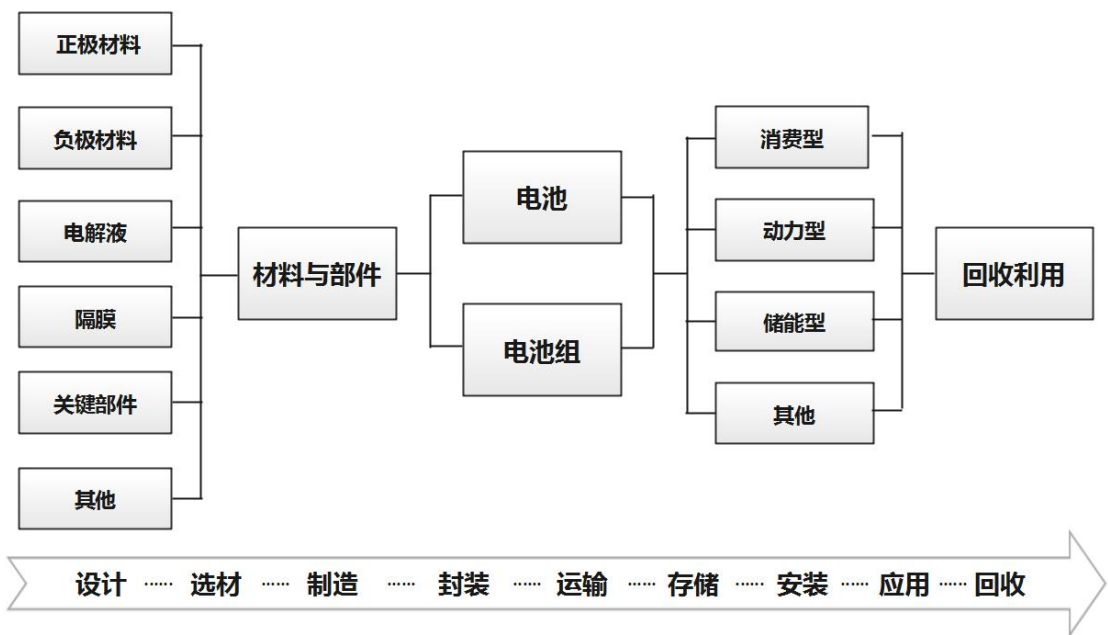 正极材料
负极材料
电解液
隔膜
关键部件
其他
材料与部件
电池
电池组
消费型
动力型
储能型
其他
回收利用
设计 …… 选材 …… 制造 …… 封装 …… 运输 …… 存储 …… 安装 …… 应用 …… 回收